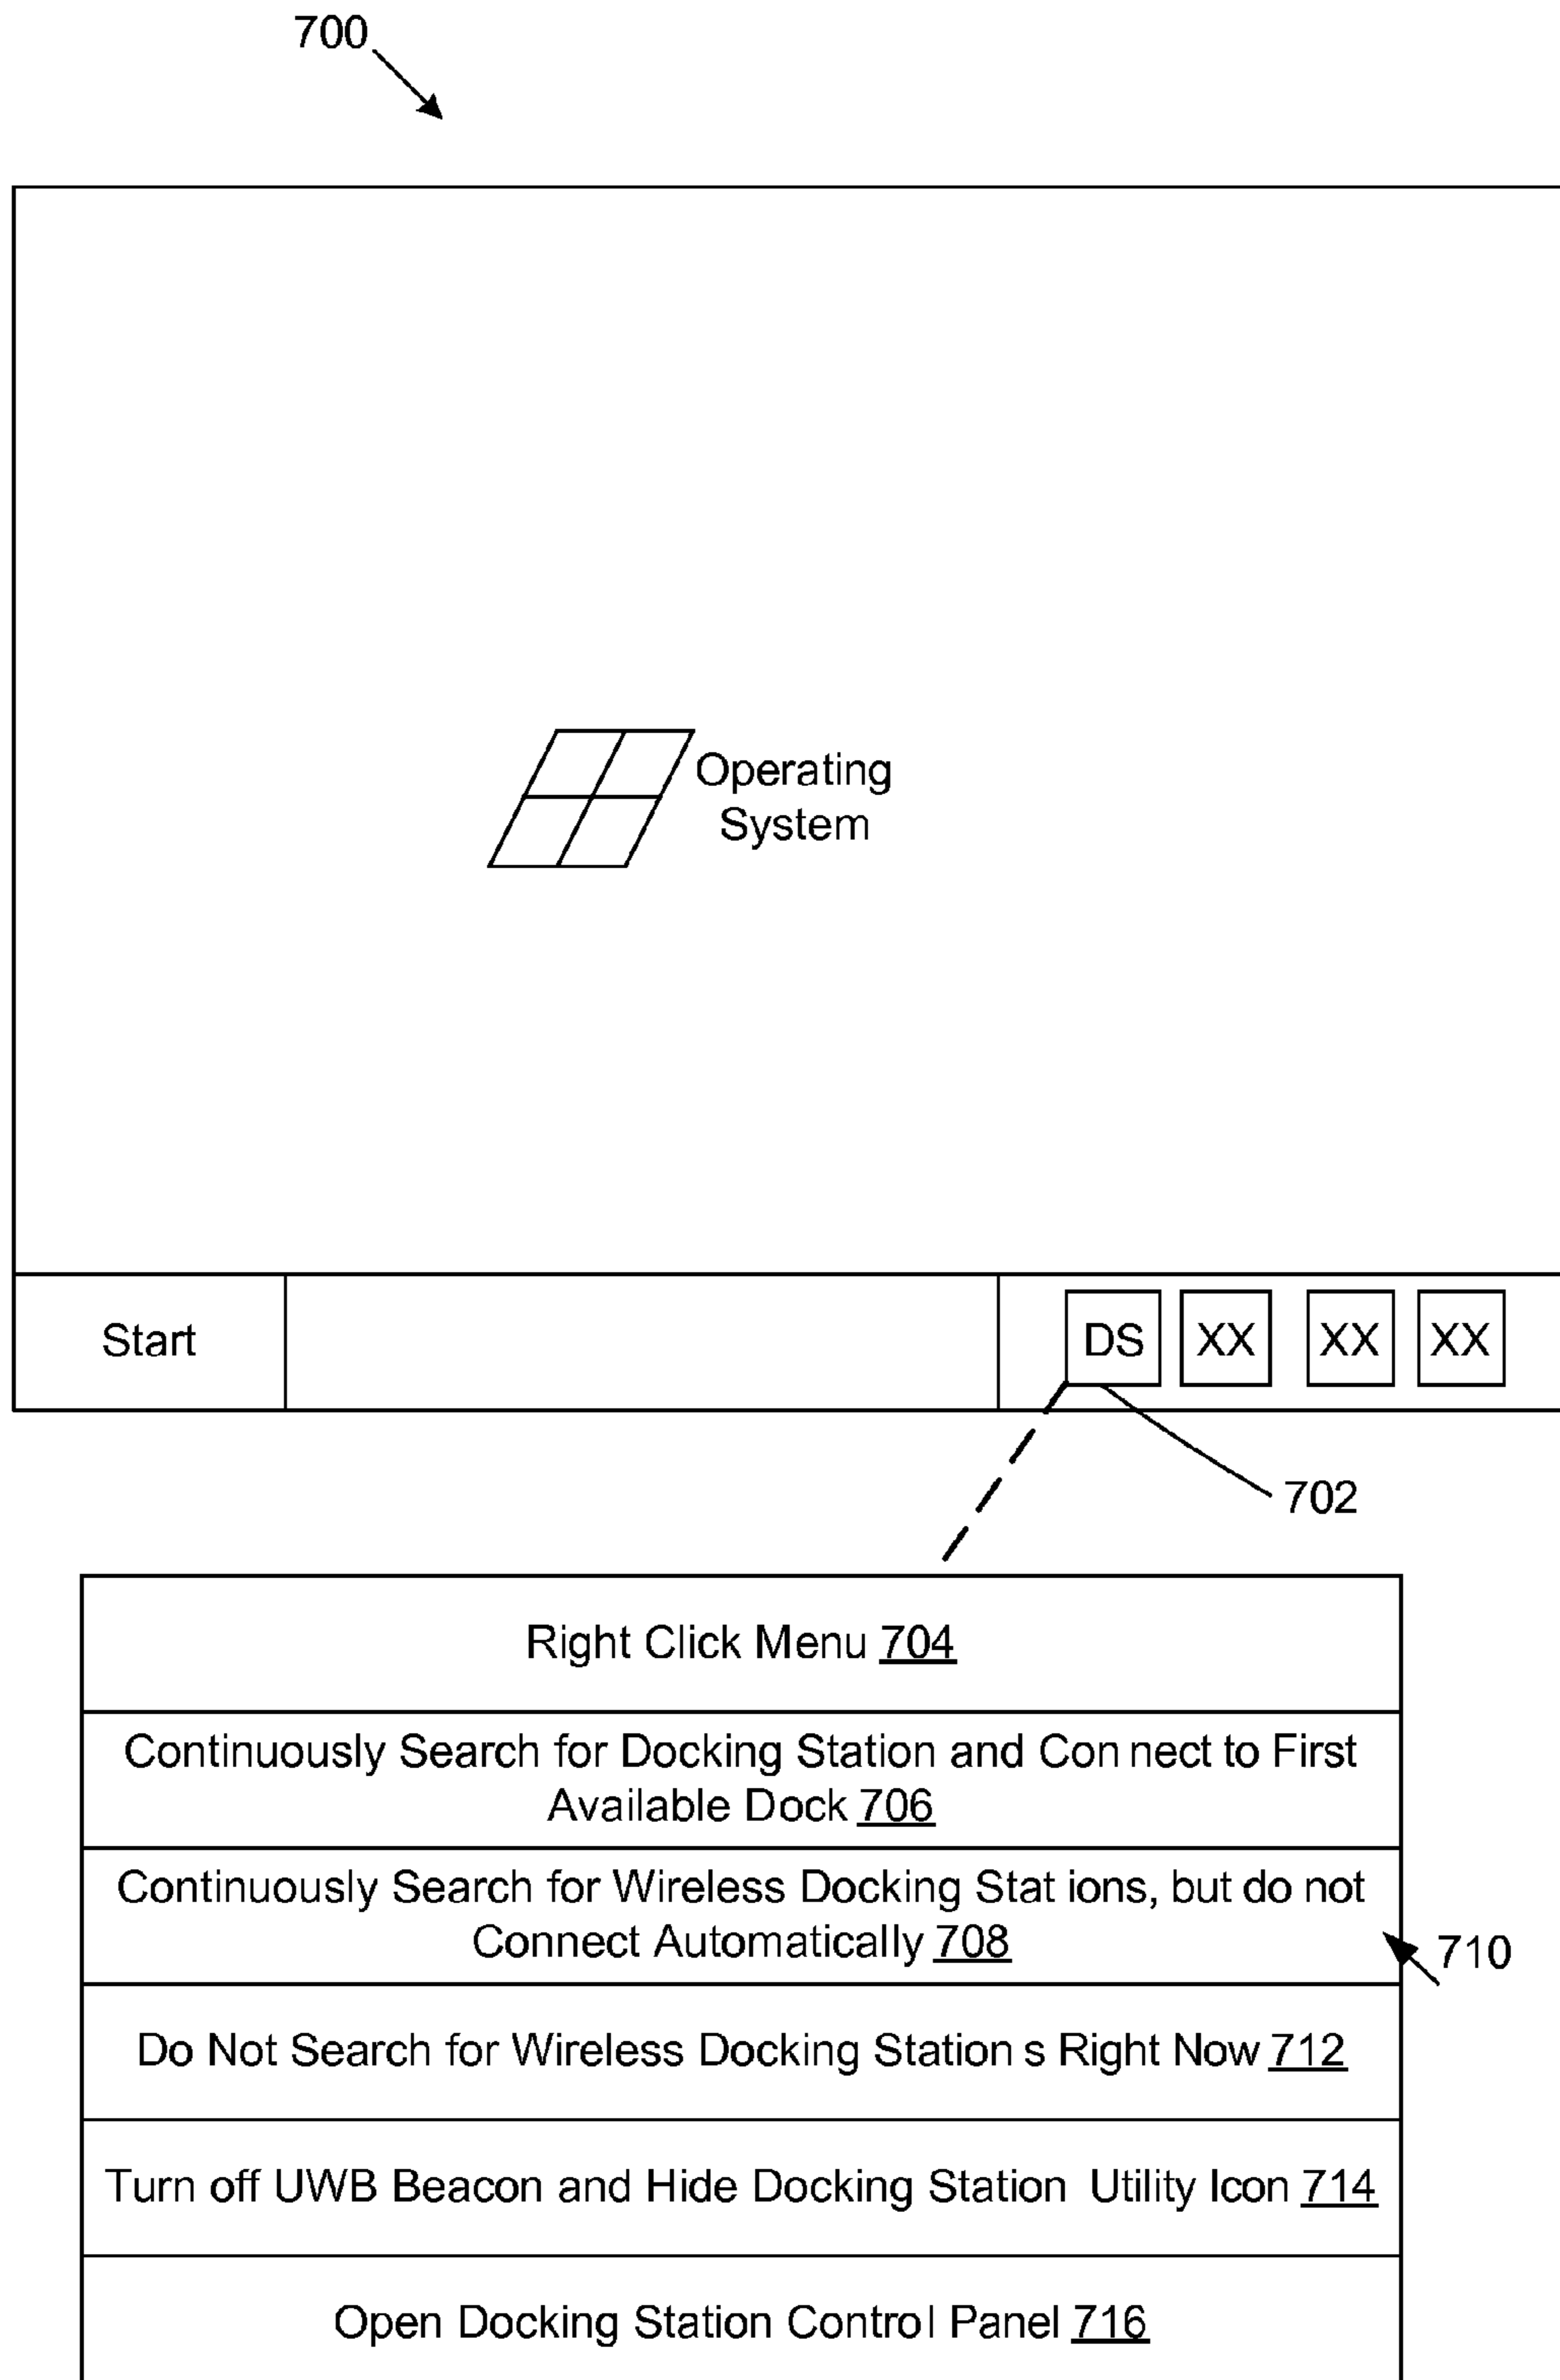 700
Operating
System
Start
DS
XX
XX
XX
702
Right Click Menu 704
Continuously Search for Docking Station and Con nect to First
Available Dock 706
Continuously Search for Wireless Docking Stat ions, but do not
Connect Automatically 708
710
Do Not Search for Wireless Docking Station s Right Now 712
Turn off UWB Beacon and Hide Docking Station  Utility Icon 714
Open Docking Station Control Panel 716